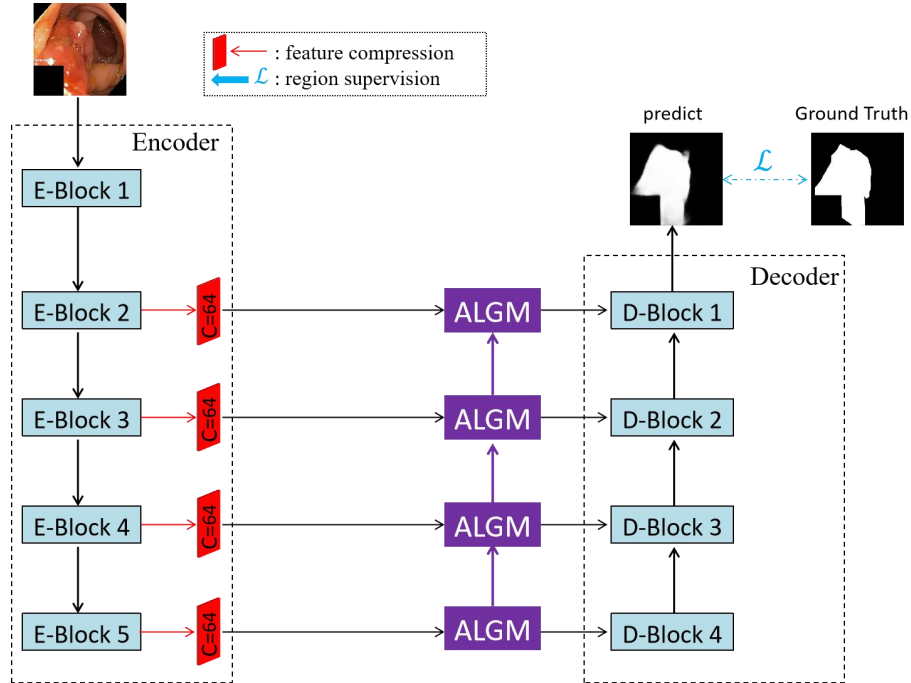 : feature compression
ℒ : region supervision
predict
Ground Truth
ℒ
Encoder
Decoder
E-Block 1
E-Block 2
C=64
ALGM
D-Block 1
E-Block 3
C=64
ALGM
D-Block 2
E-Block 4
C=64
ALGM
D-Block 3
E-Block 5
C=64
ALGM
D-Block 4